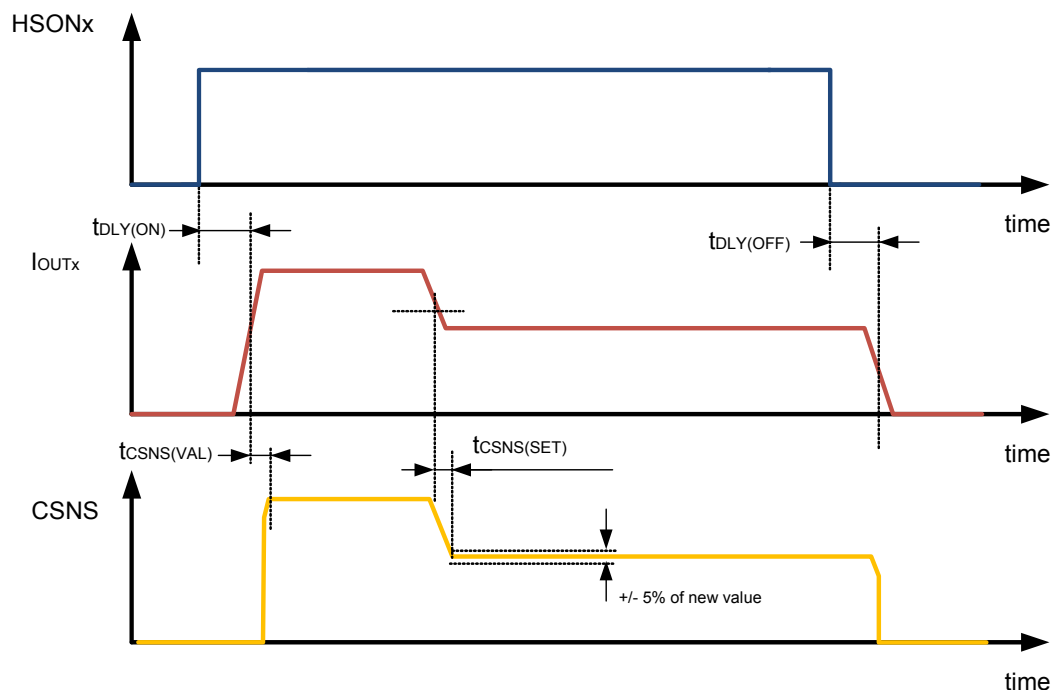 HSONx
time
tDLY(ON)
tDLY(OFF)
IOUTx
time
tCSNS(VAL)
tCSNS(SET)
CSNS
+/- 5% of new value
time